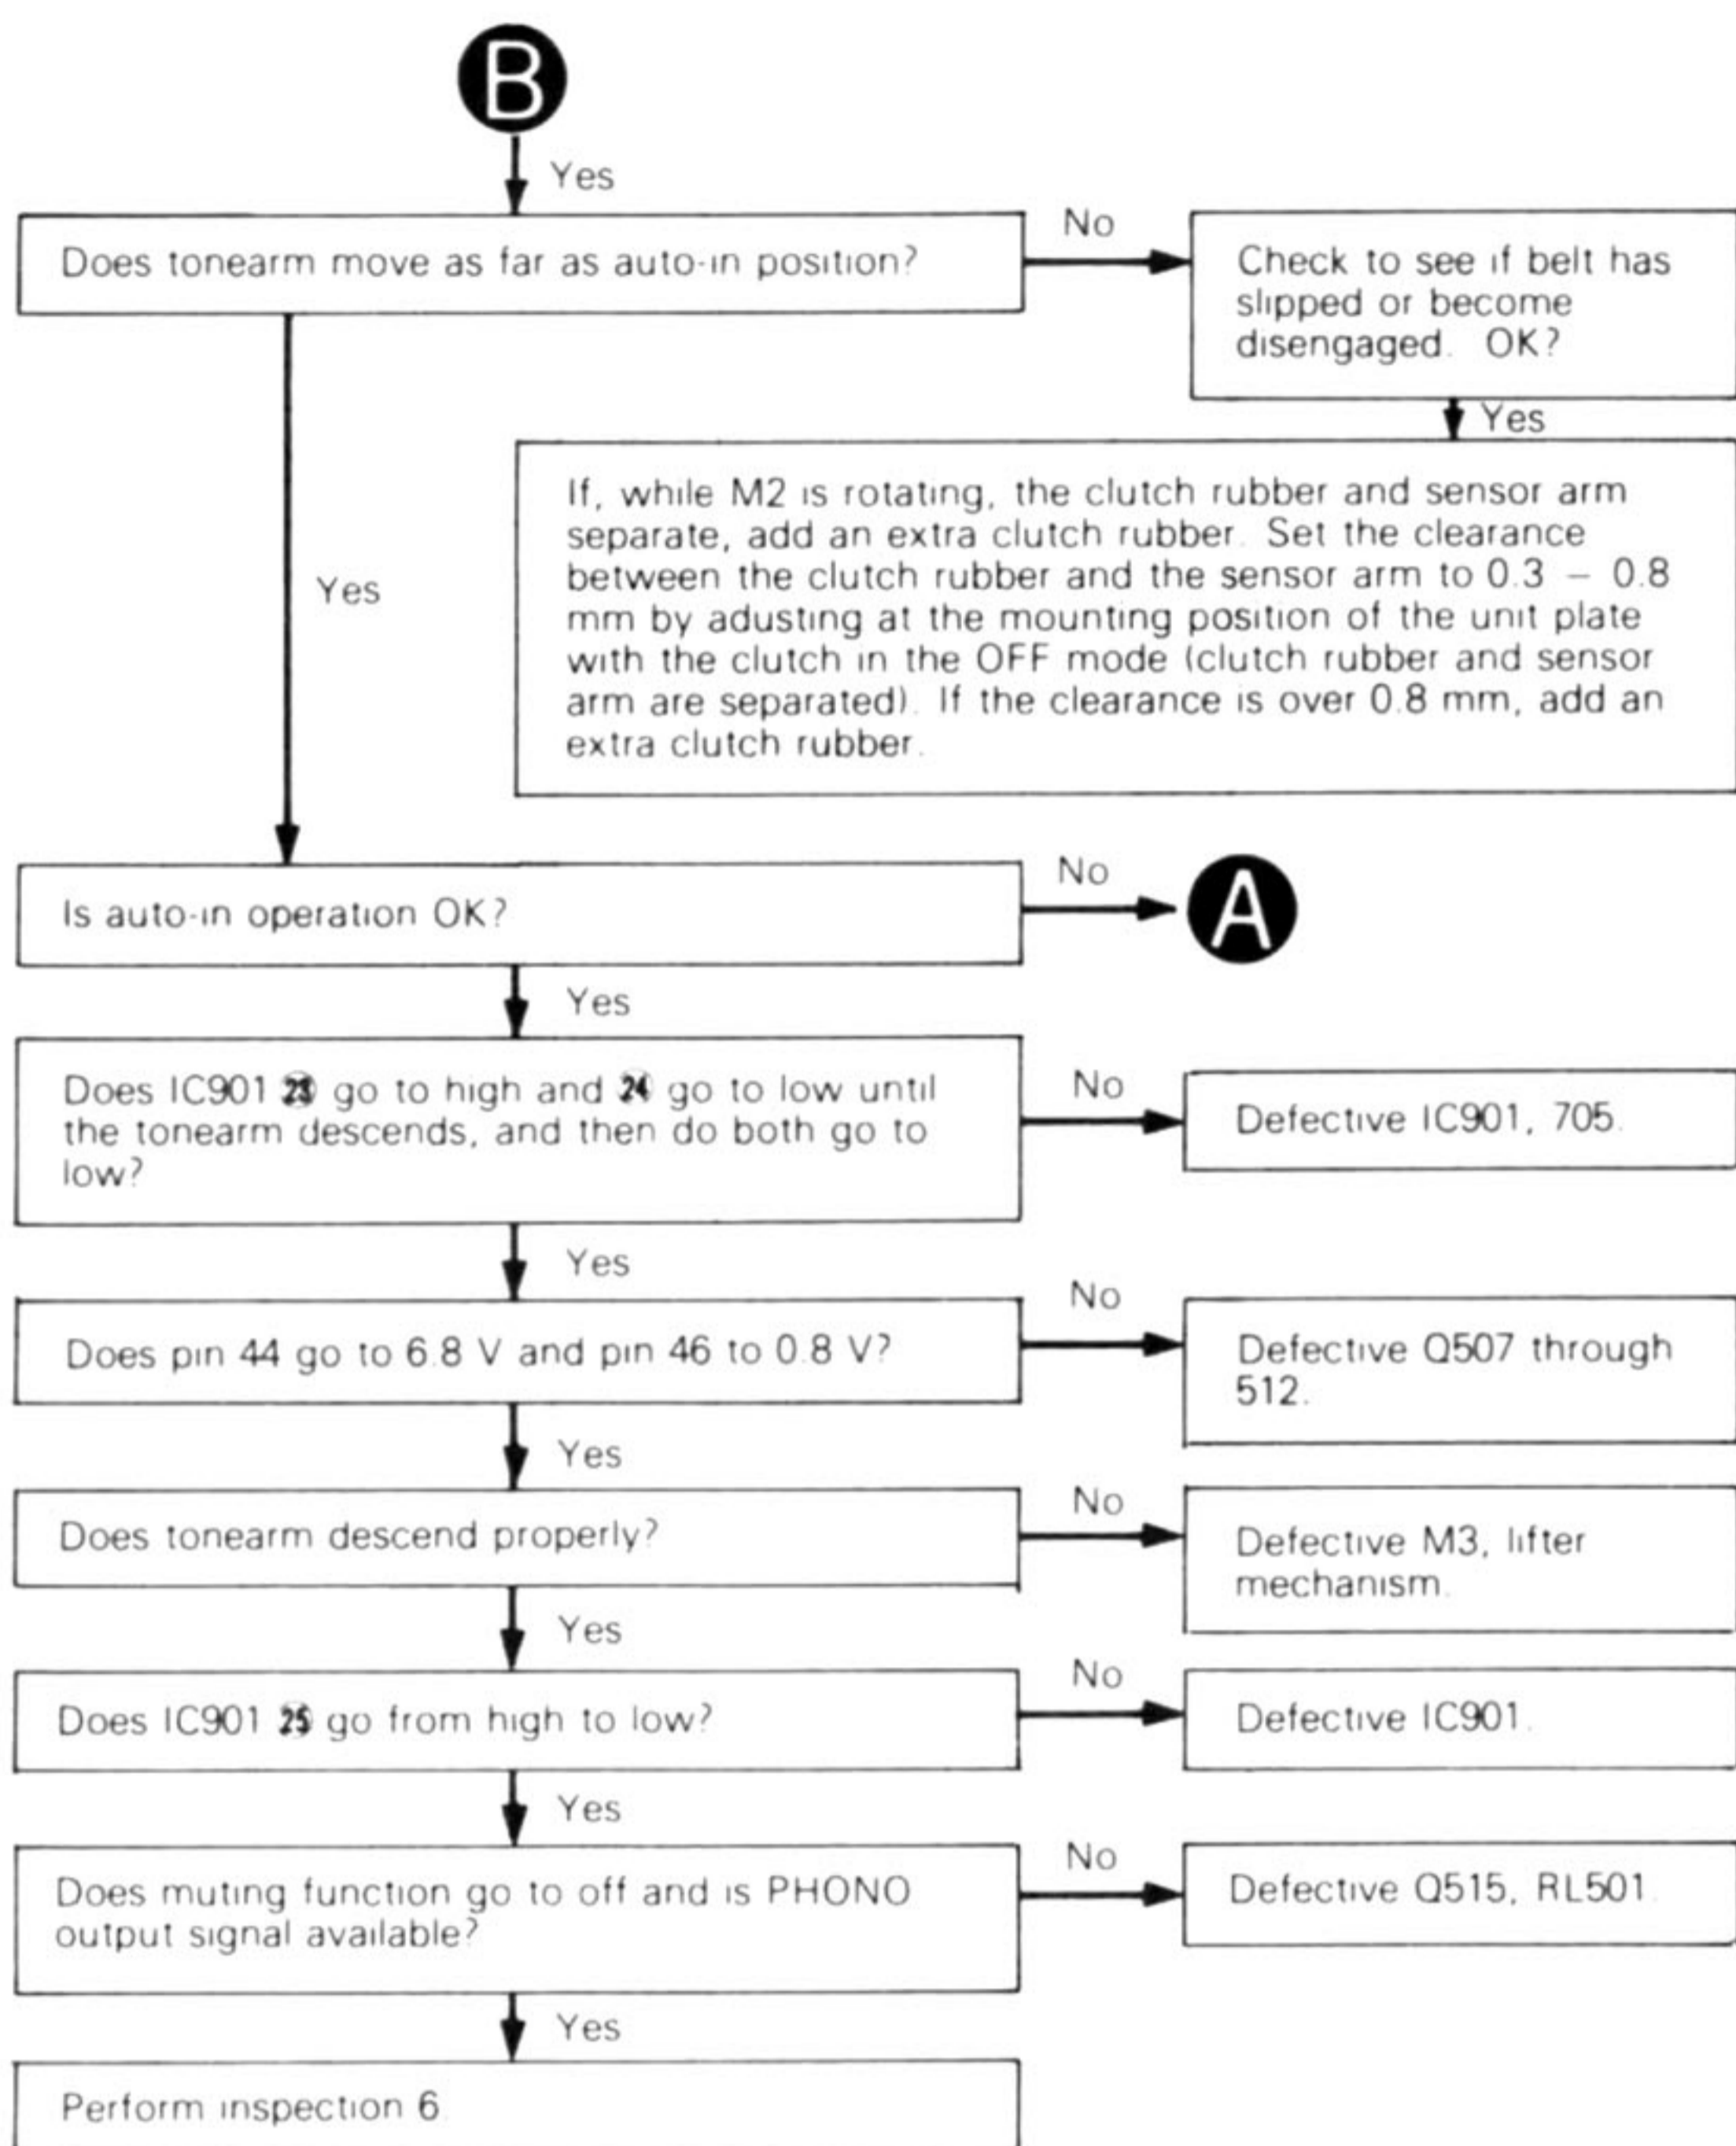 B
Yes
Does tonearm move as far as auto-in position?
No
Check to see if belt has
slipped or become
disengaged. OK?
Yes
If, while M2 is rotating, the clutch rubber and sensor arm
separate, add an extra clutch rubber. Set the clearance
between the clutch rubber and the sensor arm to 0.3 – 0.8
mm by adusting at the mounting position of the unit plate
with the clutch in the OFF mode (clutch rubber and sensor
arm are separated). If the clearance is over 0.8 mm, add an
extra clutch rubber.
Yes
Is auto-in operation OK?
No
A
Yes
Does IC901 go to high and 24 go to low until
the tonearm descends, and then do both go to
low?
No
Defective IC901, 705.
Yes
Does pin 44 go to 6.8 V and pin 46 to 0.8 V?
No
Defective Q507 through
512.
Yes
Does tonearm descend properly?
No
Defective M3, lifter
mechanism.
Yes
Does IC901 25 go from high to low?
No
Defective IC901.
Yes
Does muting function go to off and is PHONO
output signal available?
No
Defective Q515, RL501.
Yes
Perform inspection 6